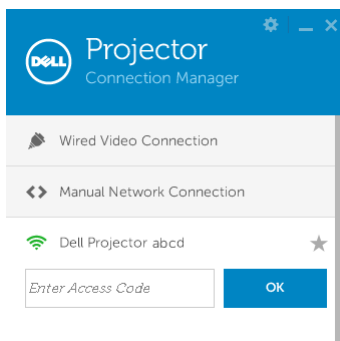 DELL
Projector
Connection Manager
Wired Video Connection
Manual Network Connection
Dell Projector abcd
Enter Access Code
OK